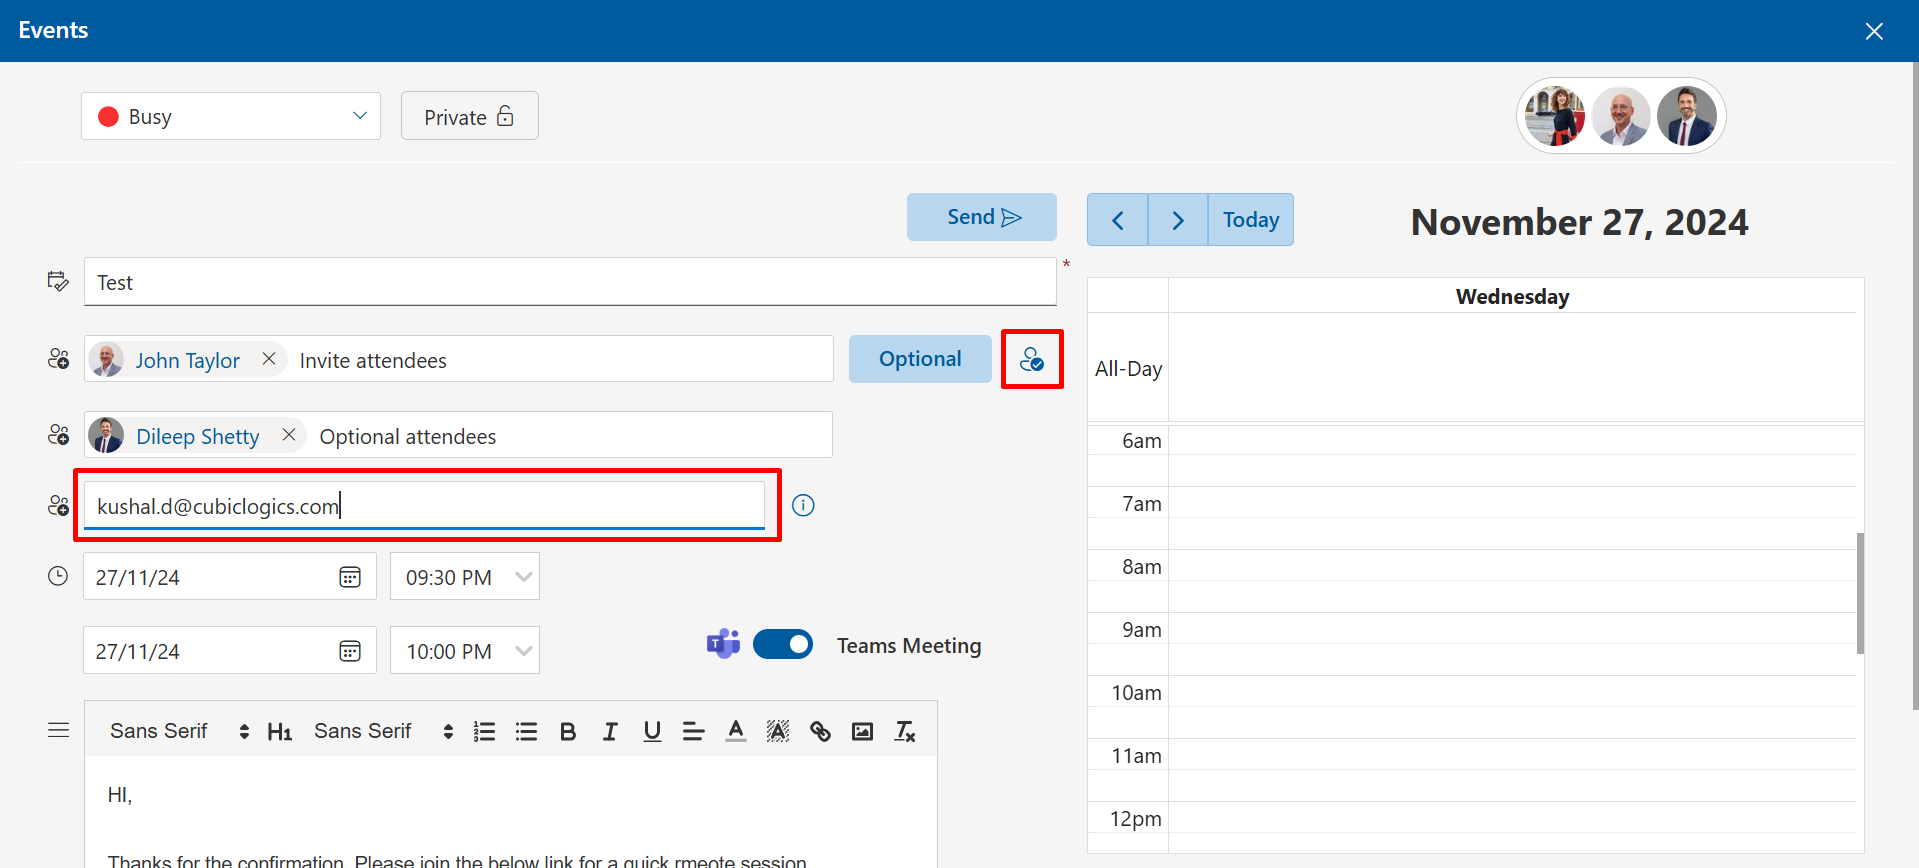 Events
Busy
Private
Send
Today
November 27, 2024
Test
*
Wednesday
John Taylor
Invite attendees
Optional
All-Day
Dileep Shetty
Optional attendees
6am
kushal.d@cubiclogics.com
7am
27/11/24
09:30 PM
8am
9am
27/11/24
10:00 PM
T
Teams Meeting
10am
Sans Serif
H1
Sans Serif
B
I
U
A
A
Tx
11am
HI,
12pm
Thanks for the confirmation. Please join the below link for a quick rmeote session